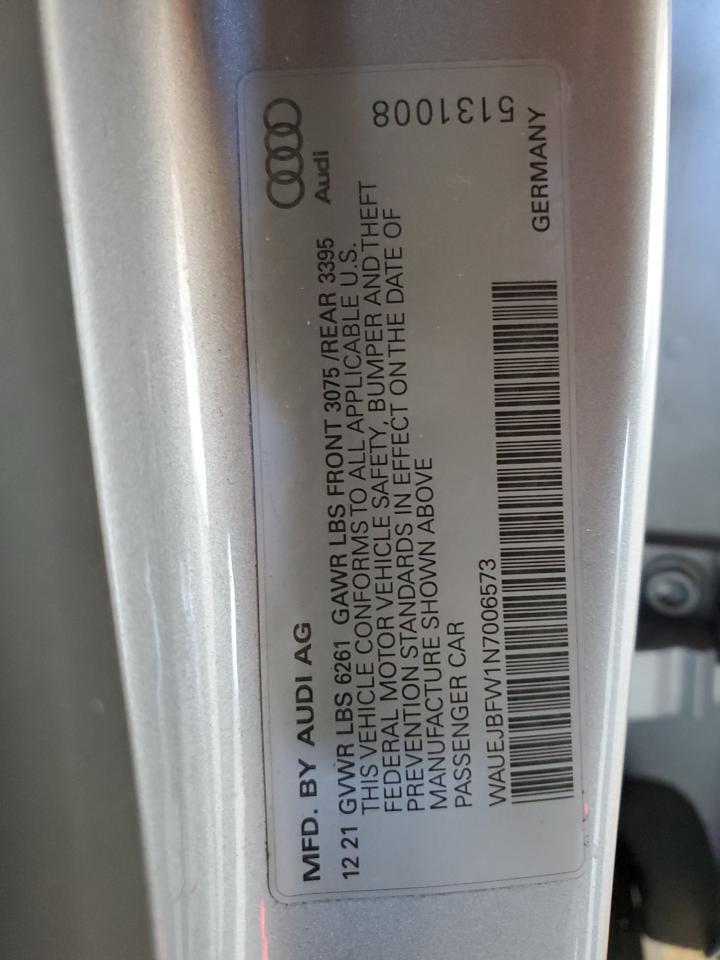 MFD. BY AUDI AG
Audi
12 21 GVWR LBS 6261 GAWR LBS FRONT 3075 /REAR 3395
THIS VEHICLE CONFORMS TO ALL APPLICABLE U.S.
FEDERAL MOTOR VEHICLE SAFETY, BUMPER AND THEFT
PREVENTION STANDARDS IN EFFECT ON THE DATE OF
MANUFACTURE SHOWN ABOVE
PASSENGER CAR
WAUEJBFW1N7006573
GERMANY
5131008